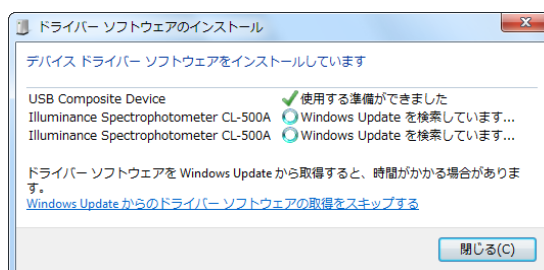 ドライバー ソフトウェアのインストール
デバイス ドライバー ソフトウェアをインストールしています
USB Composite Device 使用する準備ができました
Illuminance Spectrophotometer CL-500A Windows Update を検索しています...
Illuminance Spectrophotometer CL-500A Windows Update を検索しています...
ドライバー ソフトウェアを Windows Update から取得すると、時間がかかる場合がありま
す。
Windows Update からのドライバー ソフトウェアの取得をスキップする
閉じる(C)